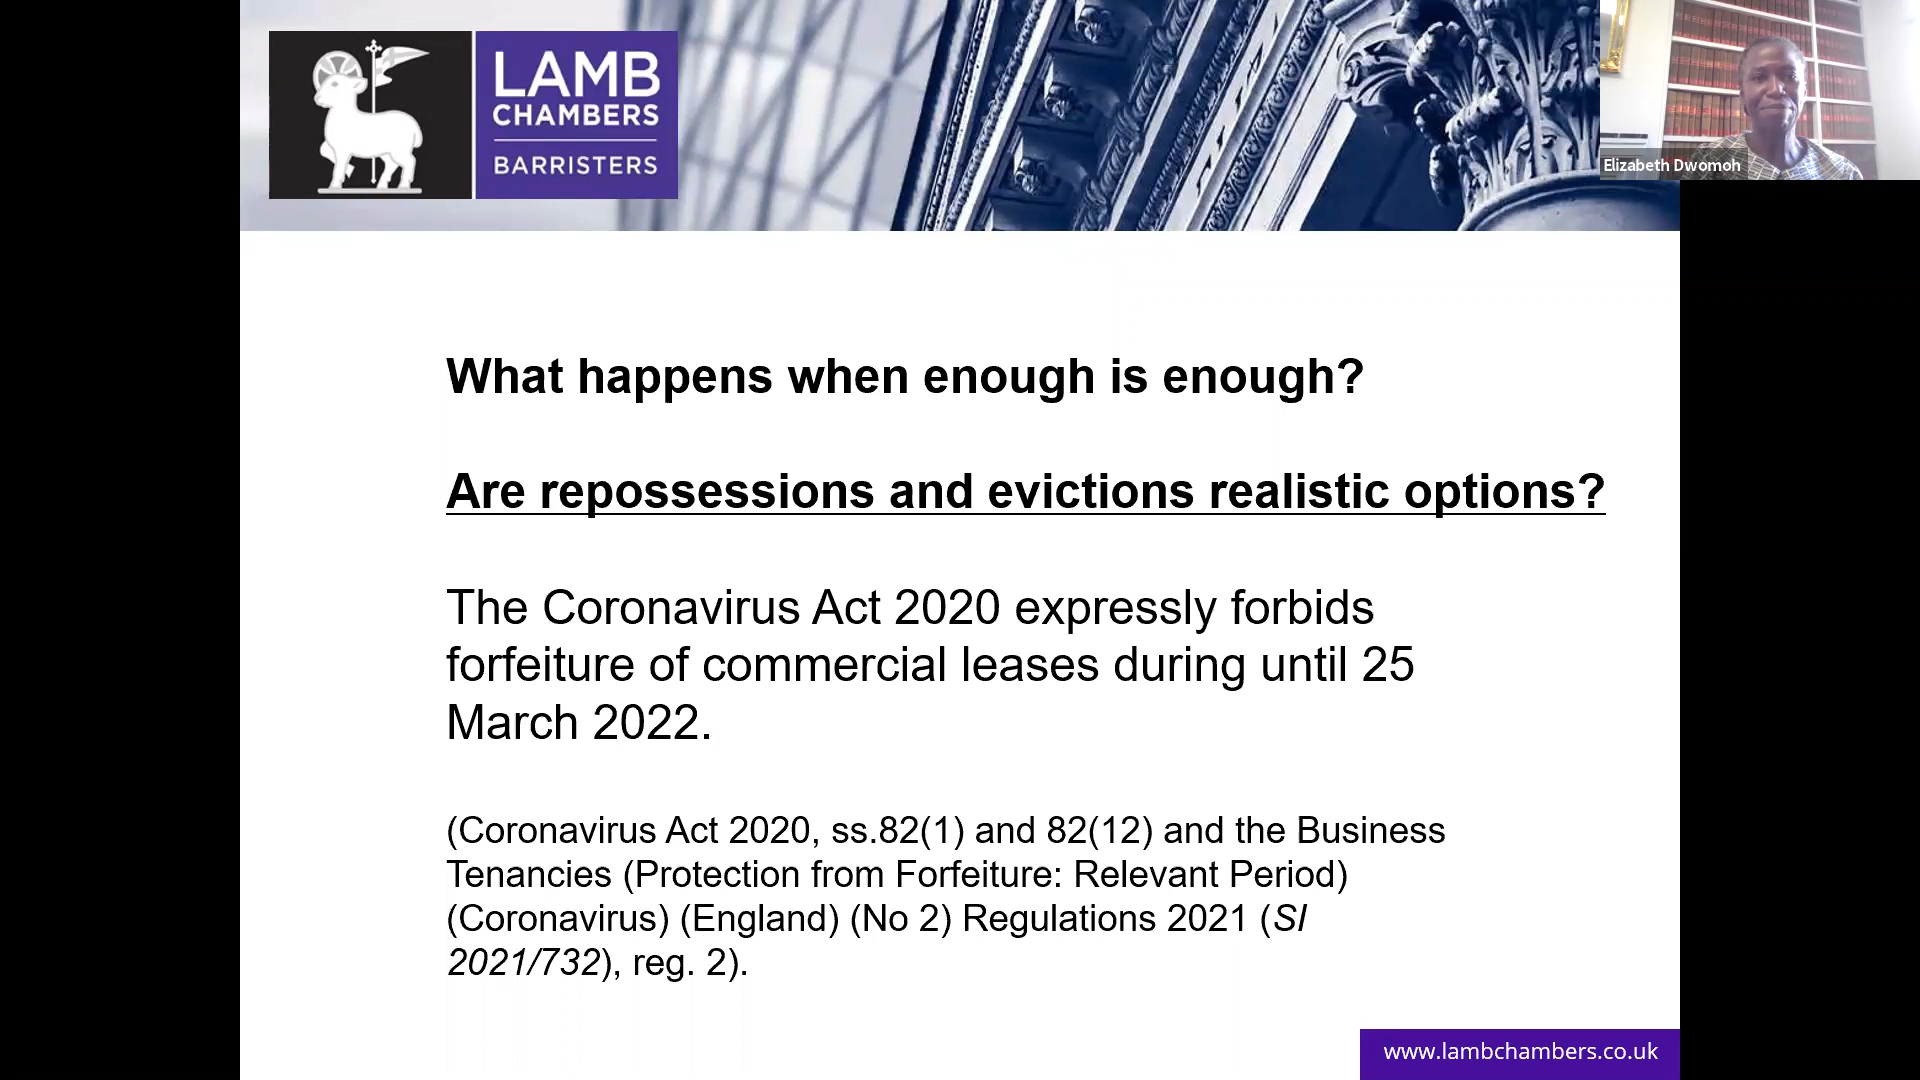 LAMB
CHAMBERS
BARRISTERS
Elizabeth Dwomoh
What happens when enough is enough?
Are repossessions and evictions realistic options?
The Coronavirus Act 2020 expressly forbids
forfeiture of commercial leases during until 25
March 2022.
(Coronavirus Act 2020, ss.82(1) and 82(12) and the Business
Tenancies (Protection from Forfeiture: Relevant Period)
(Coronavirus) (England) (No 2) Regulations 2021 (SI
2021/732), reg. 2).
www.lambchambers.co.uk